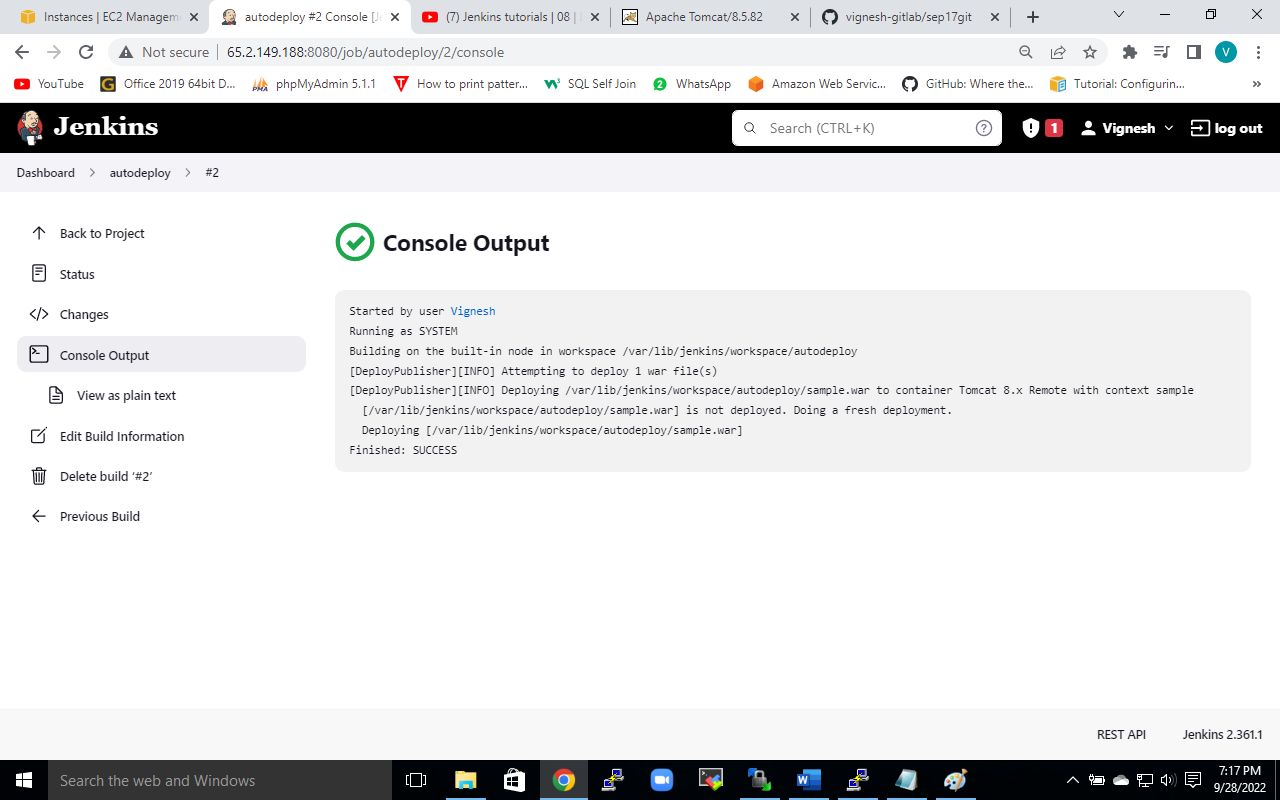 Instances | EC2 Managem
autodeploy #2 Console [J
(7) Jenkins tutorials | 08 |
Apache Tomcat/8.5.82
vignesh-gitlab/sep17git
Not secure
65.2.149.188:8080/job/autodeploy/2/console
V
YouTube
Office 2019 64bit D...
phpMyAdmin 5.1.1
How to print patter...
SQL Self Join
2
WhatsApp
Amazon Web Servic...
GitHub: Where the...
Tutorial: Configurin...
»
Jenkins
Search (CTRL+K)
1
Vignesh
log out
Dashboard
autodeploy
#2
Back to Project
Status
Changes
Console Output
View as plain text
Edit Build Information
Delete build ‘#2’
Previous Build
Console Output
Started by user Vignesh
Running as SYSTEM
Building on the built-in node in workspace /var/lib/jenkins/workspace/autodeploy
[DeployPublisher][INFO] Attempting to deploy 1 war file(s)
[DeployPublisher][INFO] Deploying /var/lib/jenkins/workspace/autodeploy/sample.war to container Tomcat 8.x Remote with context sample
[/var/lib/jenkins/workspace/autodeploy/sample.war] is not deployed. Doing a fresh deployment.
Deploying [/var/lib/jenkins/workspace/autodeploy/sample.war]
Finished: SUCCESS
REST API
Jenkins 2.361.1
Search the web and Windows
7:17 PM
9/28/2022